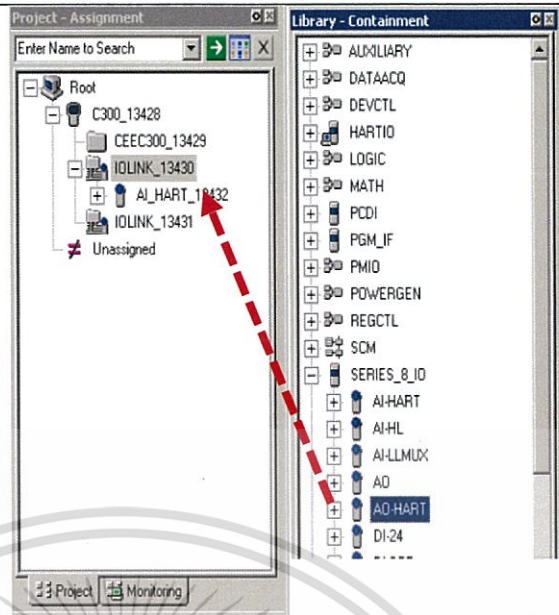 Project - Assignment
Enter Name to Search
Root
C300_13428
CEEC300_13429
IOLINK_13430
AI_HART_13432
IOLINK_13431
Unassigned
Project
Monitoring
Library - Containment
AUXILIARY
DATAACQ
DEVCTL
HARTIO
LOGIC
MATH
PCDI
PGM_IF
PMIO
POWERGEN
REGCTL
SCM
SERIES_8_IO
AI-HART
AI-HL
AI-LLMUX
AO
AO-HART
DI-24